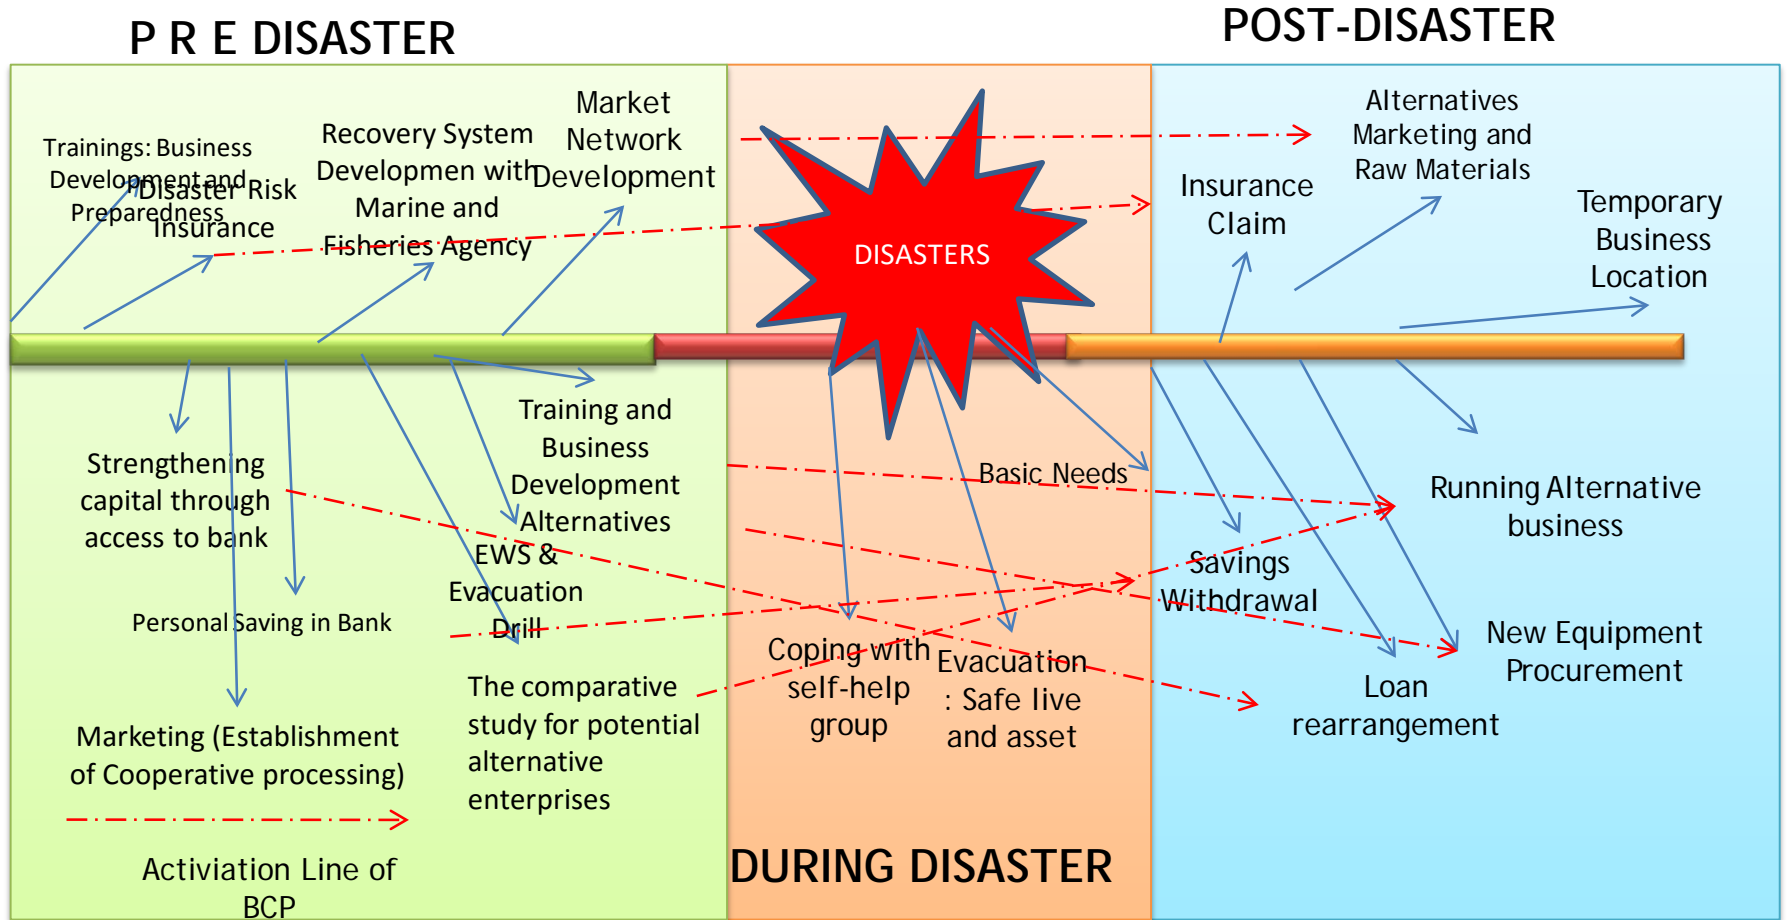 P R E DISASTER
POST-DISASTER
Trainings: Business
Development and
Preparedness
Disaster Risk
Insurance
Recovery System
Developmen with
Marine and
Fisheries Agency
Market
Network
Development
DISASTERS
Insurance
Claim
Alternatives
Marketing and
Raw Materials
Temporary
Business
Location
Strengthening
capital through
access to bank
Personal Saving in Bank
Marketing (Establishment
of Cooperative processing)
Training and
Business
Development
Alternatives
EWS &
Evacuation
Drill
The comparative
study for potential
alternative
enterprises
Basic Needs
Coping with
self-help
group
Evacuation
: Safe live
and asset
Savings
Withdrawal
Running Alternative
business
New Equipment
Procurement
Loan
rearrangement
Activiation Line of
BCP
DURING DISASTER